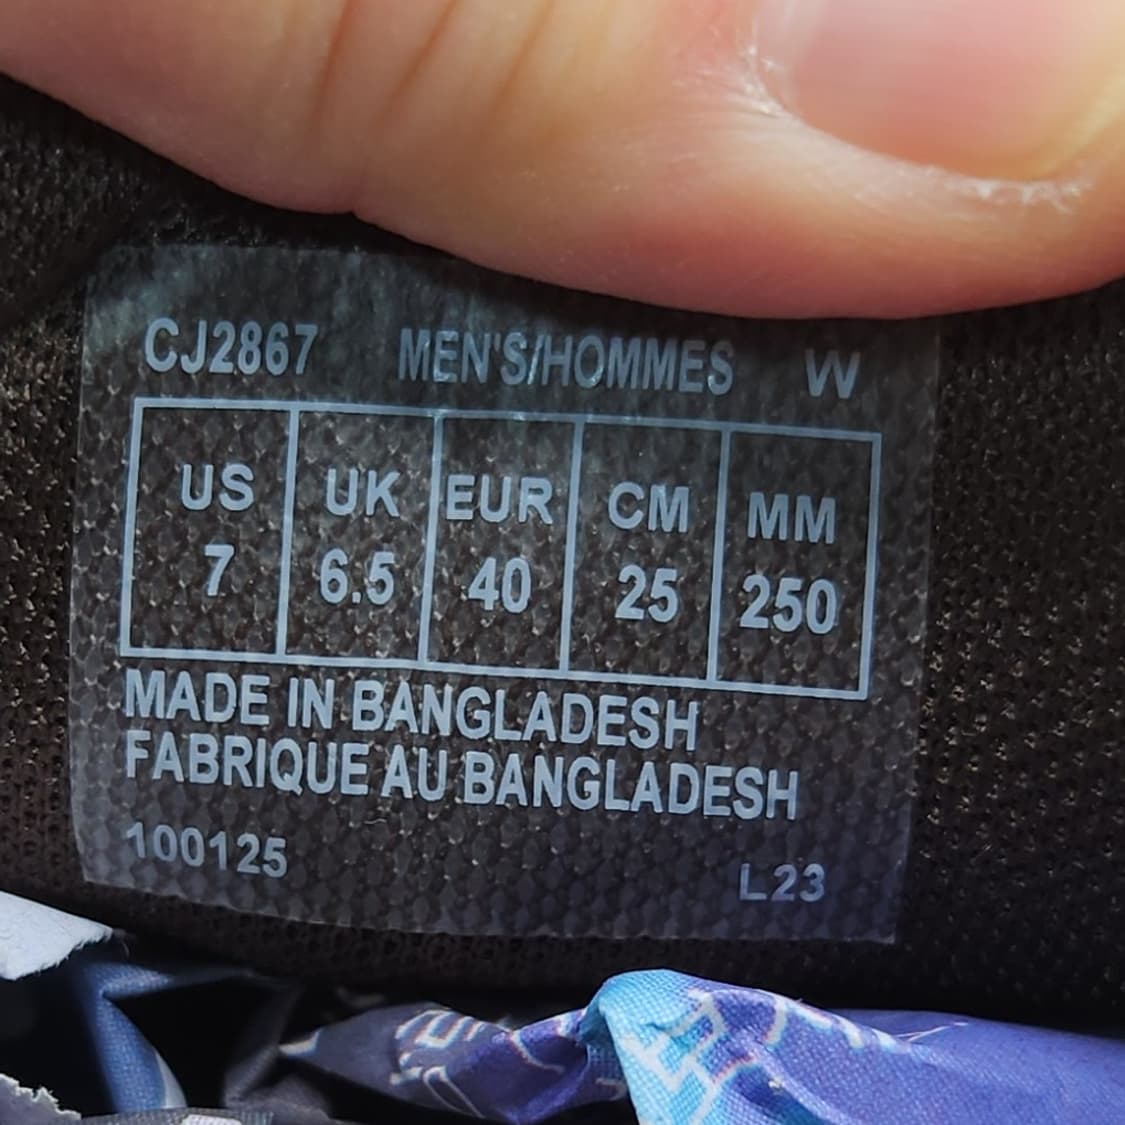 CJ2867 MEN'S/HOMMES W
US UK EUR CM MM
7 6.5 40 25 250
MADE IN BANGLADESH
FABRIQUE AU BANGLADESH
100125 L23